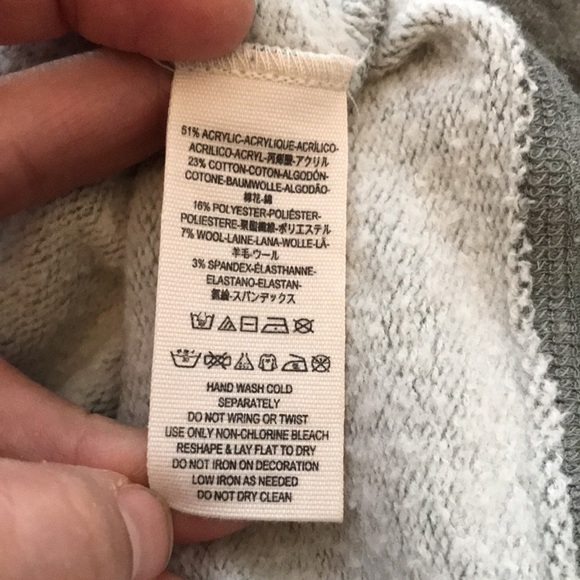 51% ACRYLIC-ACRYLIQUE-ACRÍLICO-
ACRILICO-ACRYL-丙烯酸-アクリル
23% COTTON-COTON-ALGODÓN-
COTONE-BAUMWOLLE-ALGODÃO-
棉花-綿
16% POLYESTER-POLIÉSTER-
POLIESTERE-聚酯纖維-ポリエステル
7% WOOL-LAINE-LANA-WOLLE-LÃ-
羊毛-ウール
3% SPANDEX-ÉLASTHANNE-
ELASTANO-ELASTAN-
氨綸-スパンデックス
HAND WASH COLD
SEPARATELY
DO NOT WRING OR TWIST
USE ONLY NON-CHLORINE BLEACH
RESHAPE & LAY FLAT TO DRY
DO NOT IRON ON DECORATION
LOW IRON AS NEEDED
DO NOT DRY CLEAN